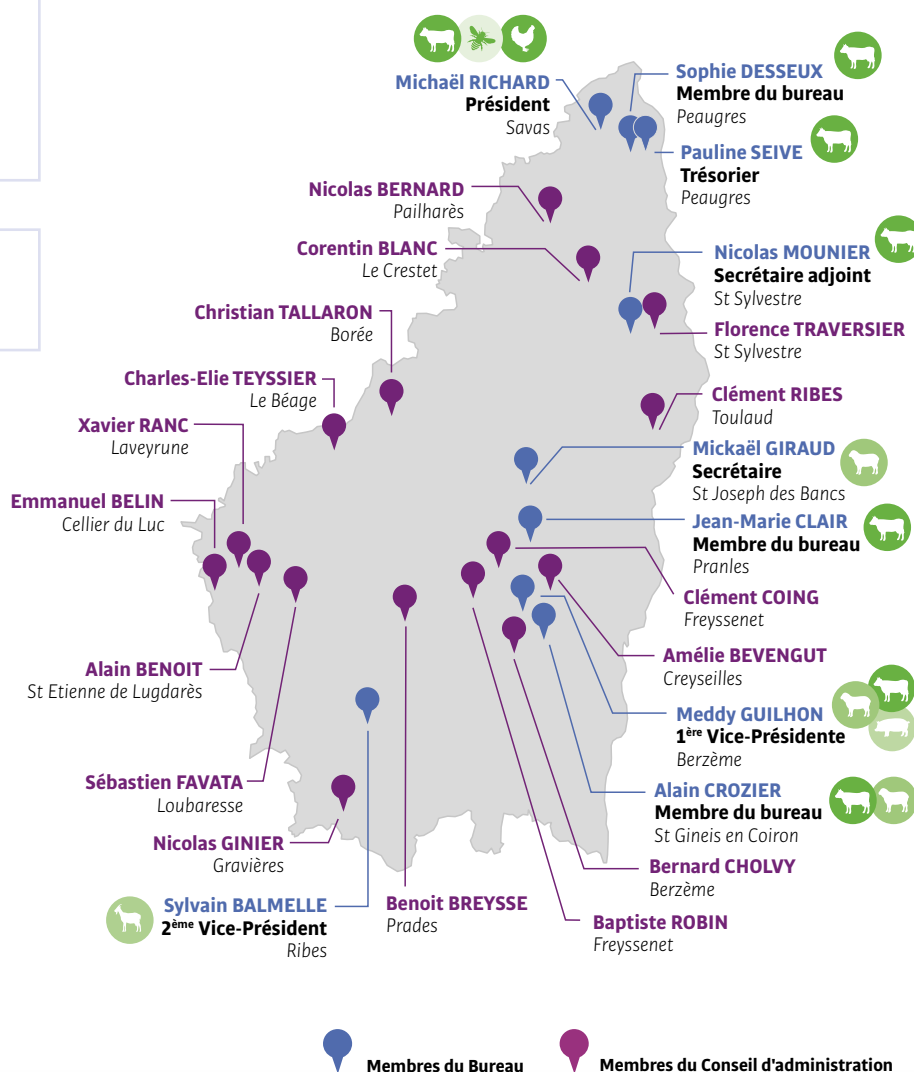 Michaël RICHARD
Président
Savas
Sophie DESSEUX
Membre du bureau
Peaugres
Pauline SEIVE
Trésorier
Peaugres
Nicolas BERNARD
Pailharès
Corentin BLANC
Le Crestet
Nicolas MOUNIER
Secrétaire adjoint
St Sylvestre
Christian TALLARON
Borée
Florence TRAVERSIER
St Sylvestre
Charles-Elie TEYSSIER
Le Béage
Clément RIBES
Toulaud
Xavier RANC
Laveyrune
Mickaël GIRAUD
Secrétaire
St Joseph des Bancs
Emmanuel BELIN
Cellier du Luc
Jean-Marie CLAIR
Membre du bureau
Pranles
Clément COING
Freyssenet
Alain BENOIT
St Etienne de Lugdarès
Amélie BEVENGUT
Creyseilles
Meddy GUILHON
1ère Vice-Présidente
Berzème
Sébastien FAVATA
Loubaresse
Alain CROZIER
Membre du bureau
St Gineis en Coiron
Nicolas GINIER
Gravières
Bernard CHOLVY
Berzème
Sylvain BALMELLE
2ème Vice-Président
Ribes
Benoit BREYSSE
Prades
Baptiste ROBIN
Freyssenet
Membres du Bureau
Membres du Conseil d'administration